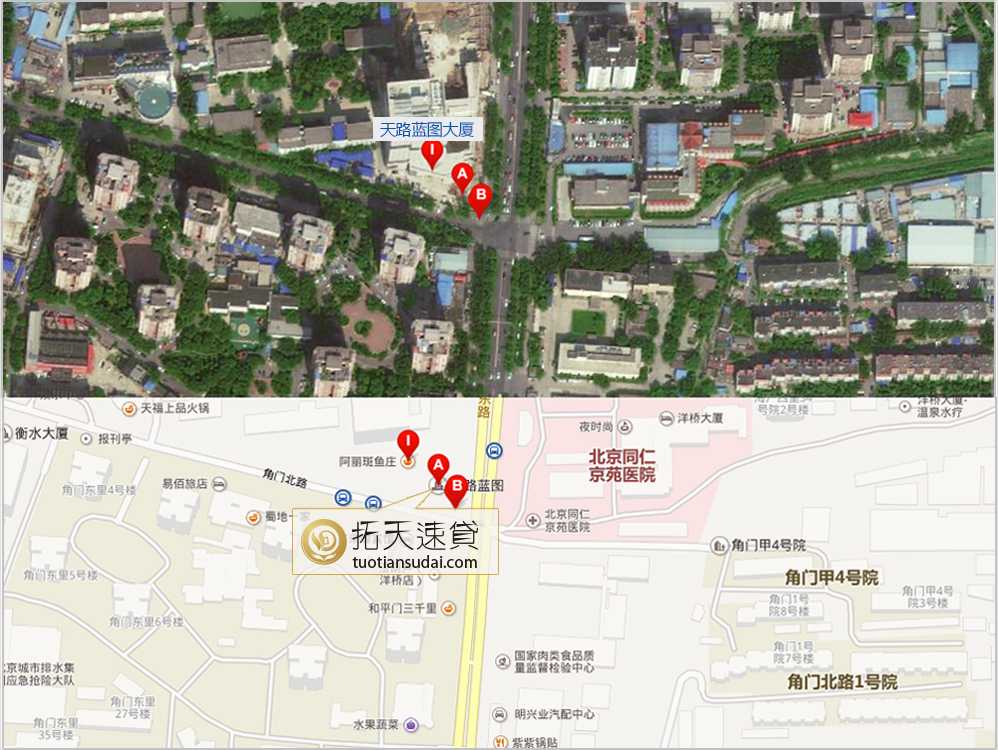 天路蓝图大厦
I
A
B
天福上品火锅
衡水大厦
报刊亭
东路
夜时尚
洋桥大厦
号院2号楼
洋桥大厦-
温泉水疗
I
阿丽斑鱼庄
A
B
路蓝图
北京同仁
京苑医院
角门北路
角门东里4号楼
易佰旅店
蜀地一家
北京同仁
京苑医院
拓天速贷
tuotiansudai.com
洋桥店）
角门甲4号院
角门甲4号院
角门东里5号楼
角门东里6号楼
和平门三千里
角门1号
院8号楼
角门甲4号
院3号楼
角门1号
院7号楼
国家肉类食品质
量监督检验中心
角门北路1号院
京城市排水集
团应急抢险大队
角门东里
27号楼
角门东里
35号楼
水果蔬菜
明兴业汽配中心
紫紫锅贴